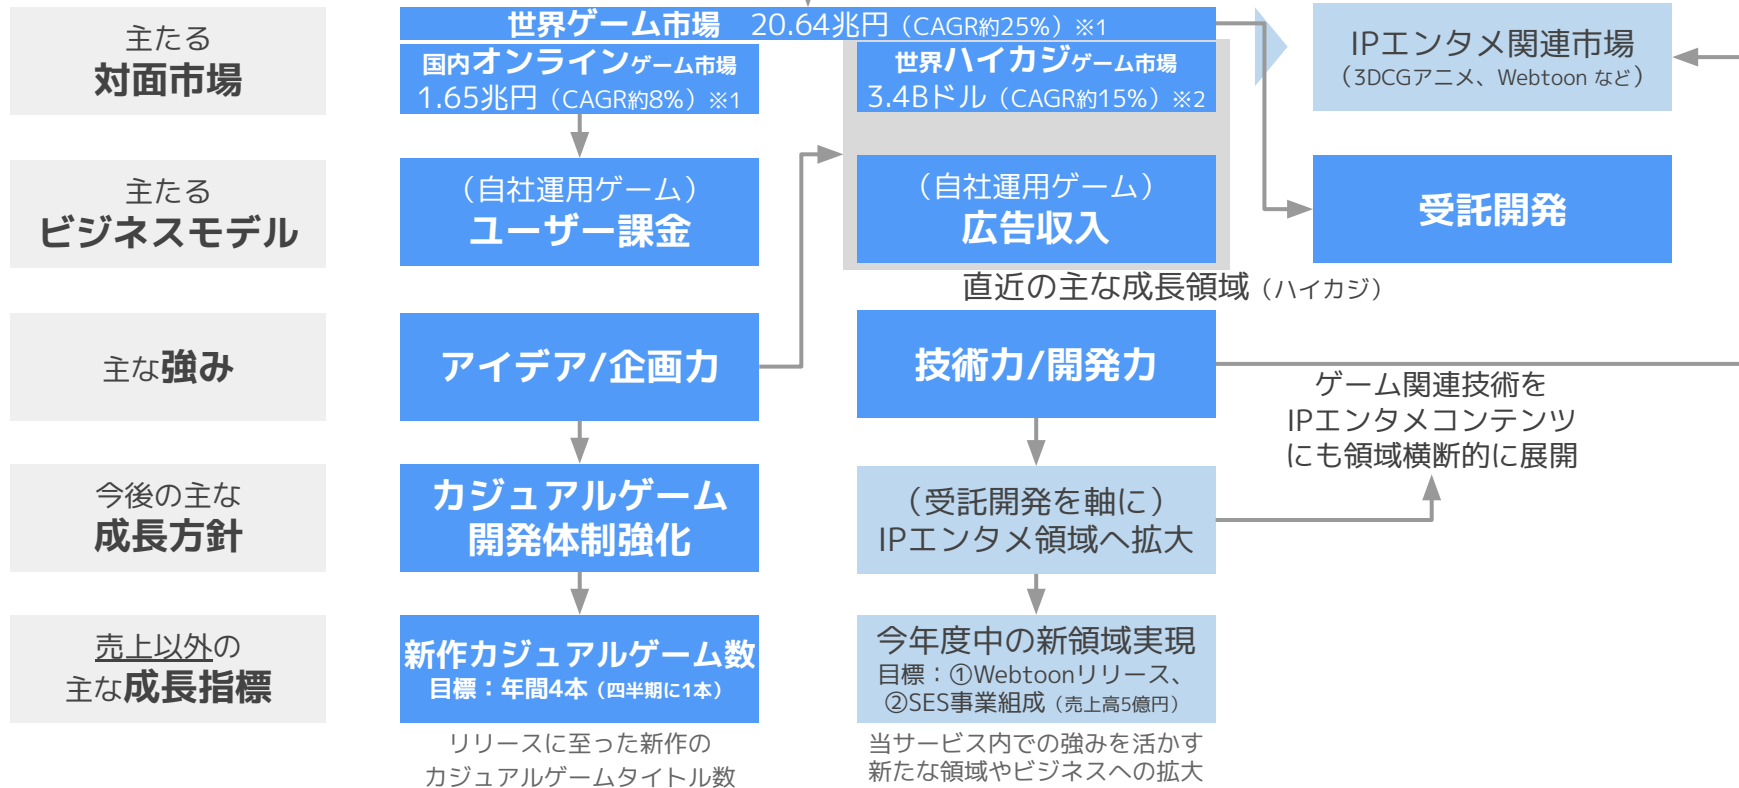 主たる
対面市場
世界ゲーム市場 20.64兆円（CAGR約25%）※1
国内オンラインゲーム市場
1.65兆円（CAGR約8%）※1
世界ハイカジゲーム市場
3.4Bドル（CAGR約15%）※2
IPエンタメ関連市場
（3DCGアニメ、Webtoon など）
主たる
ビジネスモデル
（自社運用ゲーム）
ユーザー課金
（自社運用ゲーム）
広告収入
受託開発
直近の主な成長領域（ハイカジ）
主な強み
アイデア/企画力
技術力/開発力
ゲーム関連技術を
IPエンタメコンテンツ
にも領域横断的に展開
今後の主な
成長方針
カジュアルゲーム
開発体制強化
（受託開発を軸に）
IPエンタメ領域へ拡大
売上以外の
主な成長指標
新作カジュアルゲーム数
目標：年間4本（四半期に1本）
今年度中の新領域実現
目標：①Webtoonリリース、
②SES事業組成（売上高5億円）
リリースに至った新作の
カジュアルゲームタイトル数
当サービス内での強みを活かす
新たな領域やビジネスへの拡大